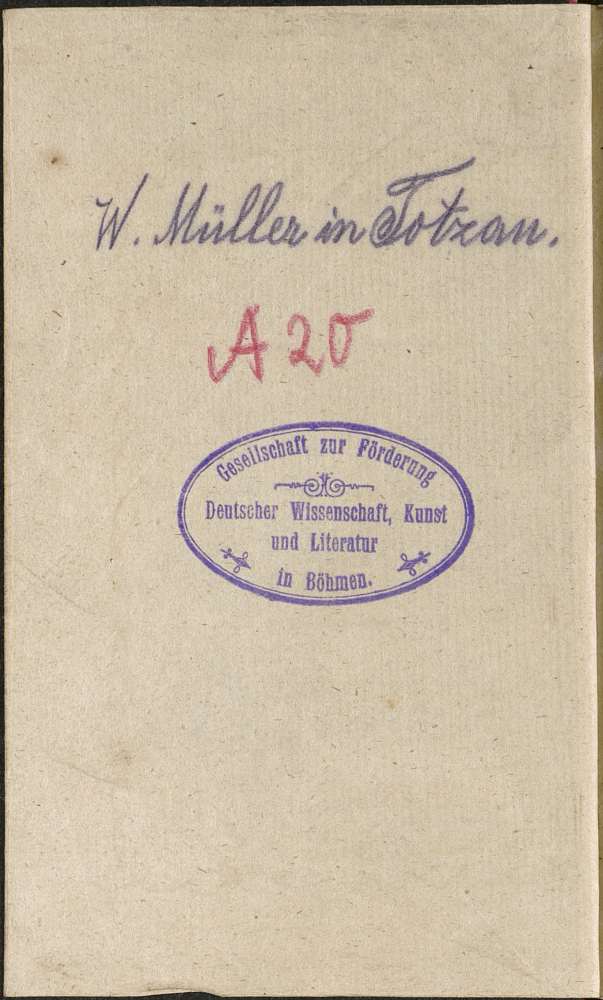 W. Müller in Totzau.
A 20
Gesellschaft zur Förderung
Deutscher Wissenschaft, Kunst
und Literatur
in Böhmen.